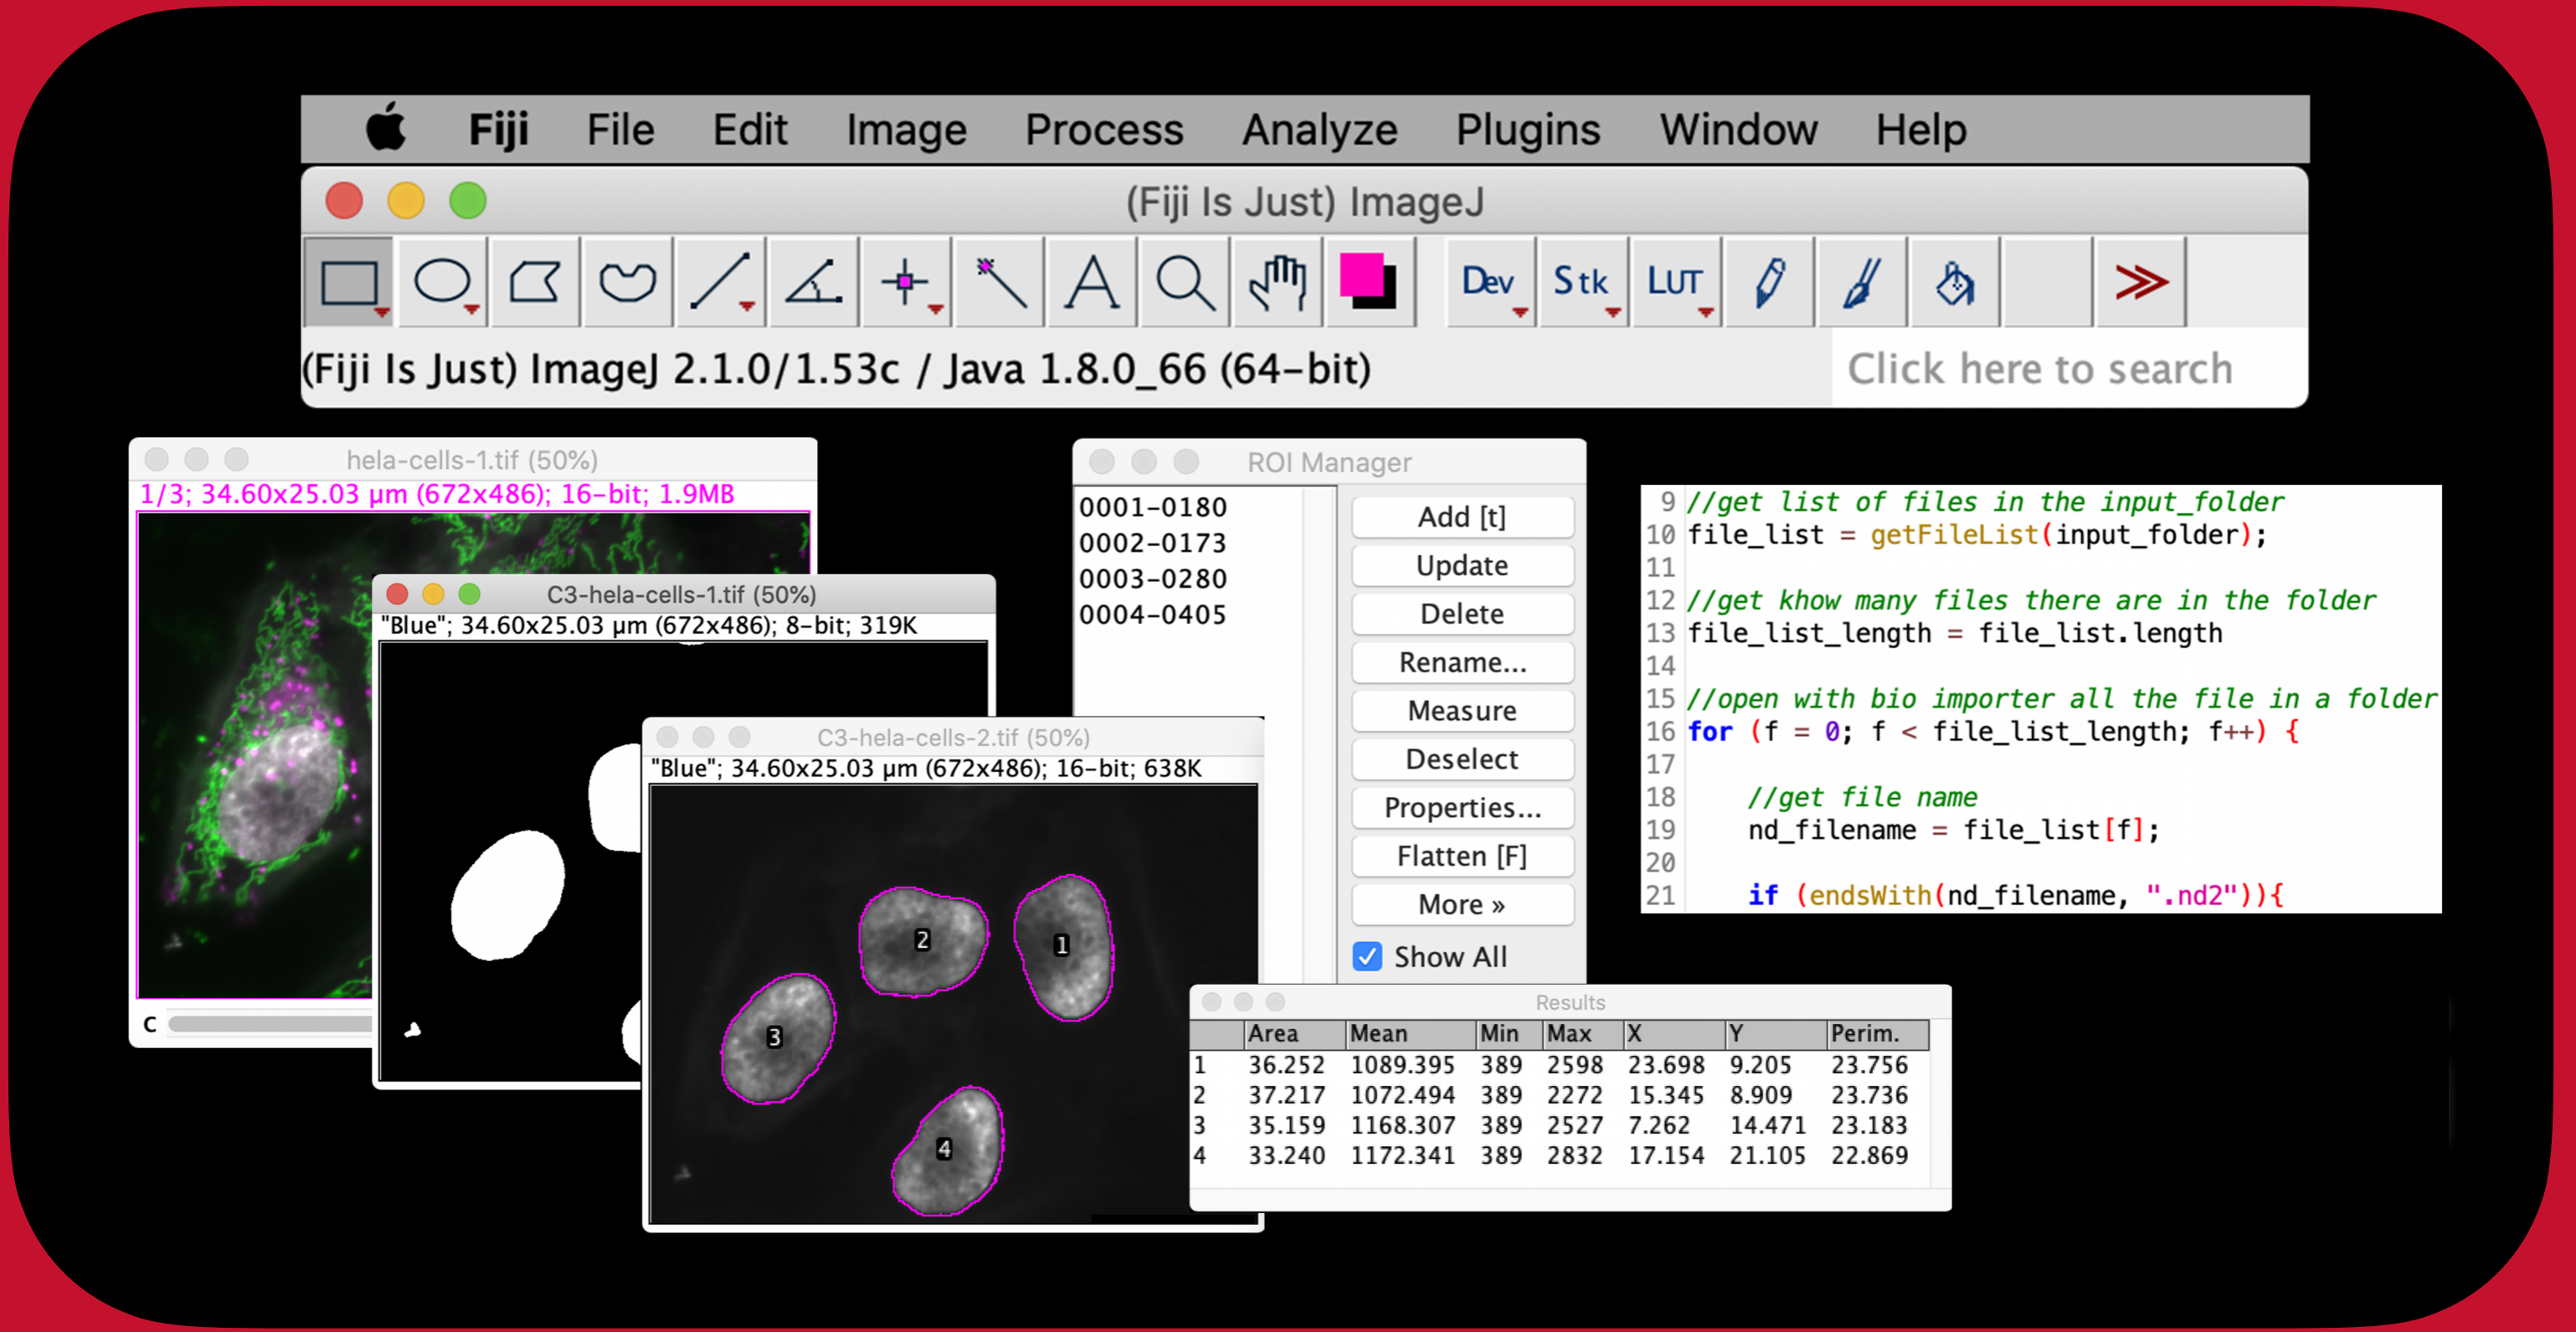 Fiji File Edit Image Process Analyze Plugins Window Help
(Fiji Is Just) ImageJ
A Dev Stk LUT ≫
(Fiji Is Just) ImageJ 2.1.0/1.53c / Java 1.8.0_66 (64-bit) Click here to search
hela-cells-1.tif (50%)
1/3; 34.60x25.03 µm (672x486); 16-bit; 1.9MB
C
C3-hela-cells-1.tif (50%)
"Blue"; 34.60x25.03 µm (672x486); 8-bit; 319K
C3-hela-cells-2.tif (50%)
"Blue"; 34.60x25.03 µm (672x486); 16-bit; 638K
2
1
3
4
ROI Manager
0001-0180
0002-0173
0003-0280
0004-0405
Add [t]
Update
Delete
Rename...
Measure
Deselect
Properties...
Flatten [F]
More »
Show All
9 //get list of files in the input_folder
10 file_list = getFileList(input_folder);
11
12 //get khow many files there are in the folder
13 file_list_length = file_list.length
14
15 //open with bio importer all the file in a folder
16 for (f = 0; f < file_list_length; f++) {
17
18 //get file name
19 nd_filename = file_list[f];
20
21 if (endsWith(nd_filename, ".nd2")){
Results
Area Mean Min Max X Y Perim.
1 36.252 1089.395 389 2598 23.698 9.205 23.756
2 37.217 1072.494 389 2272 15.345 8.909 23.736
3 35.159 1168.307 389 2527 7.262 14.471 23.183
4 33.240 1172.341 389 2832 17.154 21.105 22.869